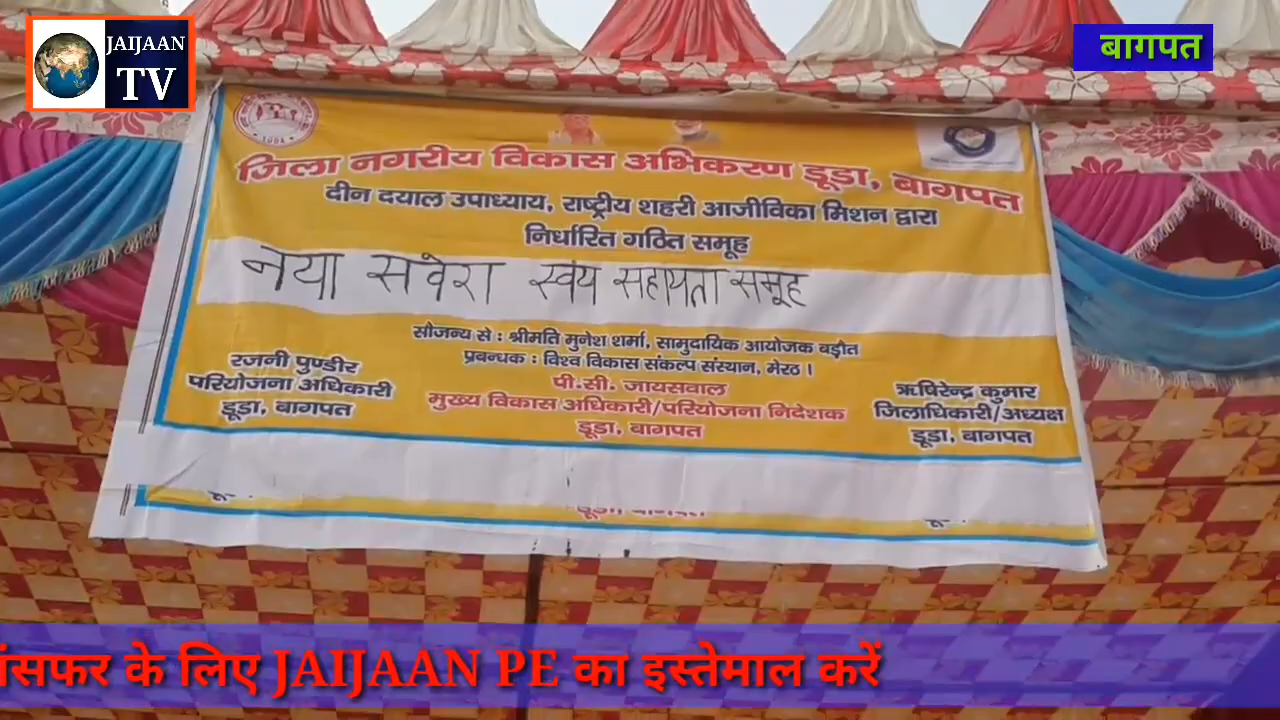 JAIJAAN
TV
बागपत
जिला नगरीय विकास अभिकरण डूडा, बागपत
दीन दयाल उपाध्याय, राष्ट्रीय शहरी आजीविका मिशन द्वारा
निर्धारित गठित समूह
नया सवेरा स्वंय सहायता समूह
सौजन्य से : श्रीमति मुनेश शर्मा, सामुदायिक आयोजक बड़ौत
प्रबन्धक : विश्व विकास संकल्प संस्थान, मेरठ ।
रजनी पुण्डीर
परियोजना अधिकारी
डूडा, बागपत
पी.सी. जायसवाल
मुख्य विकास अधिकारी/परियोजना निदेशक
डूडा, बागपत
ऋषिरेन्द्र कुमार
जिलाधिकारी/अध्यक्ष
डूडा, बागपत
के लिए JAIJAAN PE का इस्तेमाल करें